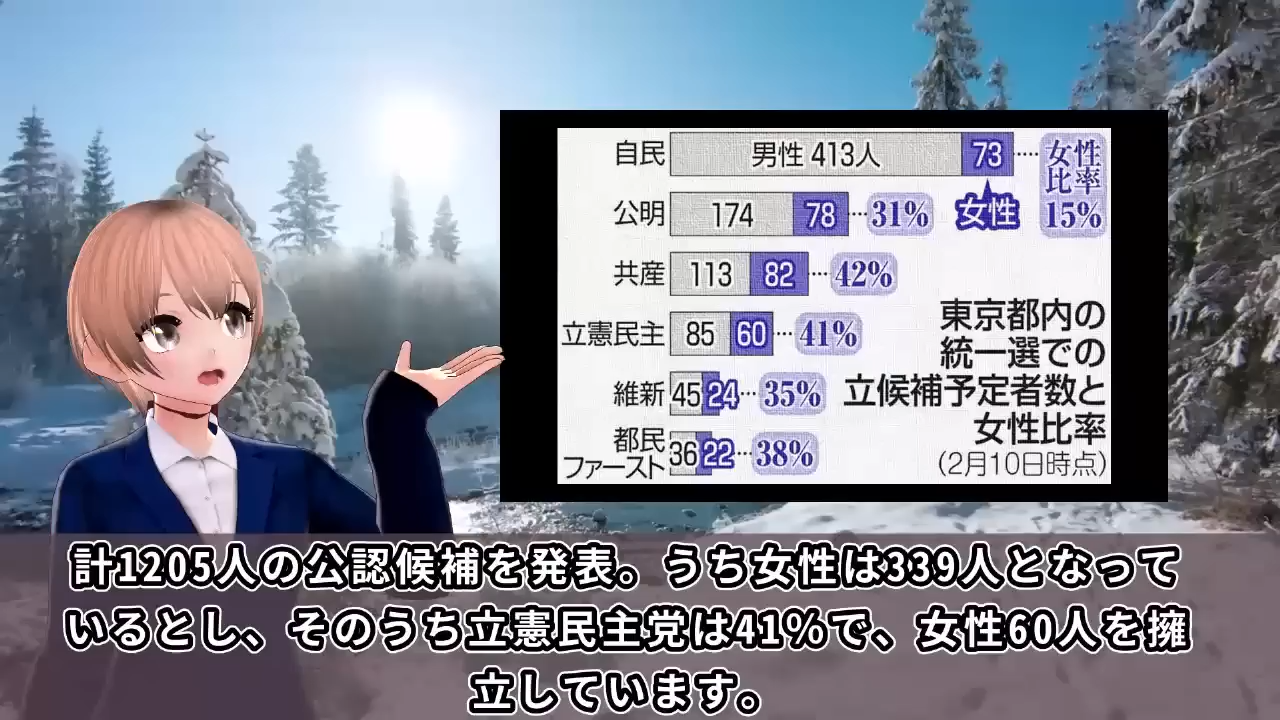 自民 男性 413人 73 女性比率 15%
公明 174 78 31% 女性
共産 113 82 42%
立憲民主 85 60 41%
維新 45 24 35%
都民ファースト 36 22 38%
東京都内の
統一選での
立候補予定者数と
女性比率
(2月10日時点)
計1205人の公認候補を発表。うち女性は339人となって
いるとし、そのうち立憲民主党は41%で、女性60人を擁
立しています。